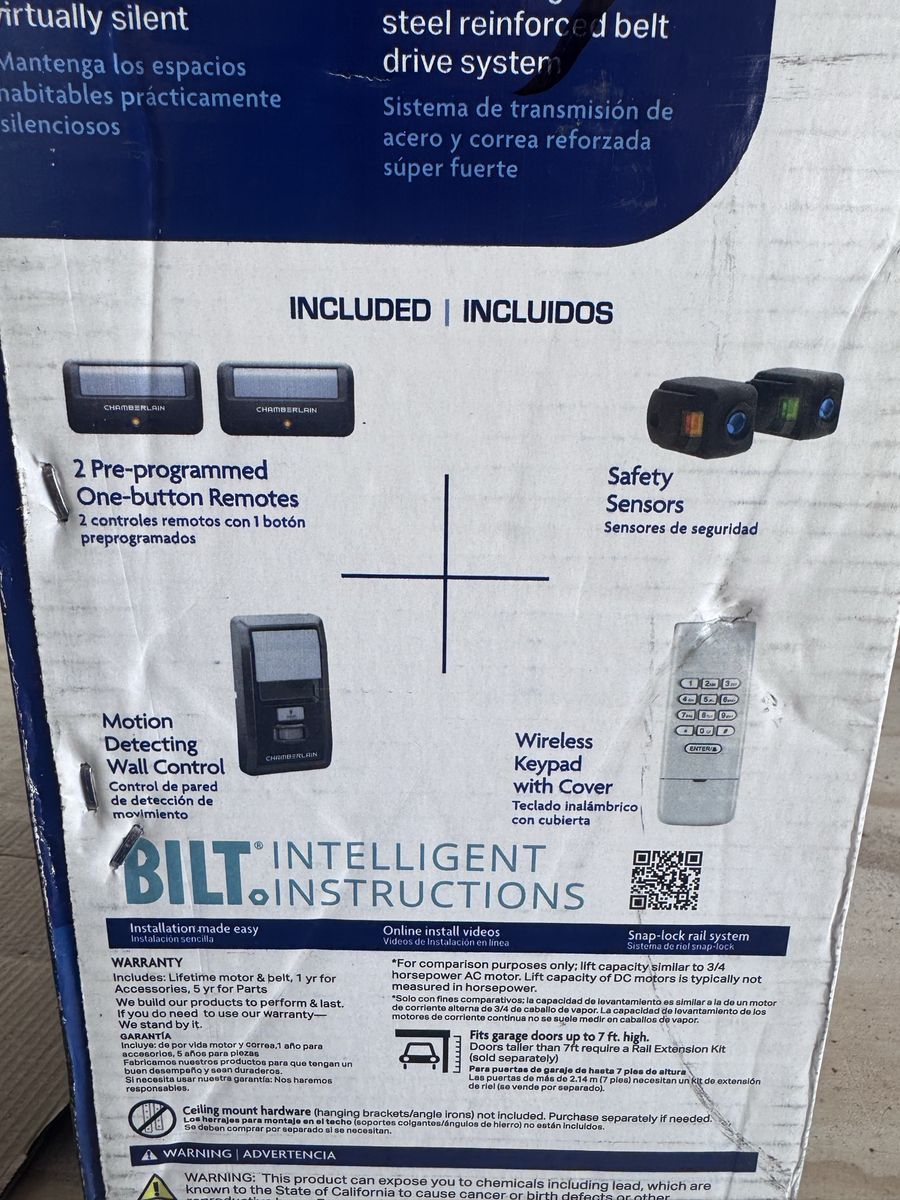 virtually silent
Mantenga los espacios
habitables prácticamente
silenciosos
steel reinforced belt
drive system
Sistema de transmisión de
acero y correa reforzada
súper fuerte
INCLUDED | INCLUIDOS
CHAMBERLAIN
CHAMBERLAIN
2 Pre-programmed
One-button Remotes
2 controles remotos con 1 botón
preprogramados
Safety
Sensors
Sensores de seguridad
Motion
Detecting
Wall Control
Control de pared
de detección de
movimiento
CHAMBERLAIN
Wireless
Keypad
with Cover
Teclado inalámbrico
con cubierta
ENTER
BILT® INTELLIGENT
INSTRUCTIONS
Installation made easy
Instalación sencilla
Online install videos
Videos de Instalación en línea
Snap-lock rail system
Sistema de riel snap-lock
WARRANTY
Includes: Lifetime motor & belt, 1 yr for
Accessories, 5 yr for Parts
We build our products to perform & last.
If you do need to use our warranty—
We stand by it.
GARANTÍA
Incluye: de por vida motor y correa,1 año para
accesorios, 5 años para piezas
Fabricamos nuestros productos para que tengan un
buen desempeño y sean duraderos.
Si necesita usar nuestra garantía: Nos haremos
responsables.
*For comparison purposes only; lift capacity similar to 3/4
horsepower AC motor. Lift capacity of DC motors is typically not
measured in horsepower.
*Solo con fines comparativos; la capacidad de levantamiento es similar a la de un motor
de corriente alterna de 3/4 de caballo de vapor. La capacidad de levantamiento de los
motores de corriente continua no se suele medir en caballos de vapor.
Fits garage doors up to 7 ft. high.
Doors taller than 7ft require a Rail Extension Kit
(sold separately)
Para puertas de garaje de hasta 7 pies de altura
Las puertas de más de 2.14 m (7 pies) necesitan un kit de extensión
de riel (se vende por separado).
Ceiling mount hardware (hanging brackets/angle irons) not included. Purchase separately if needed.
Los herrajes para montaje en el techo (soportes colgantes/ángulos de hierro) no están incluidos.
Se deben comprar por separado si se necesitan.
WARNING | ADVERTENCIA
WARNING: This product can expose you to chemicals including lead, which are
known to the State of California to cause cancer or birth defects or other